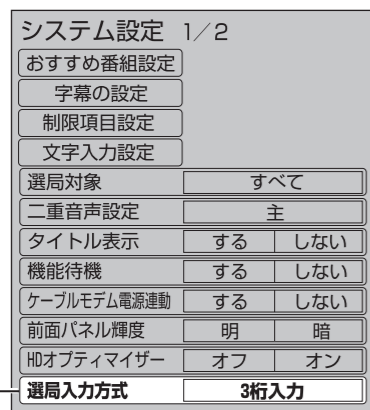 システム設定 1／2
おすすめ番組設定
字幕の設定
制限項目設定
文字入力設定
選局対象 すべて
二重音声設定 主
タイトル表示 する しない
機能待機 する しない
ケーブルモデム電源連動 する しない
前面パネル輝度 明 暗
HDオプティマイザー オフ オン
選局入力方式 3桁入力